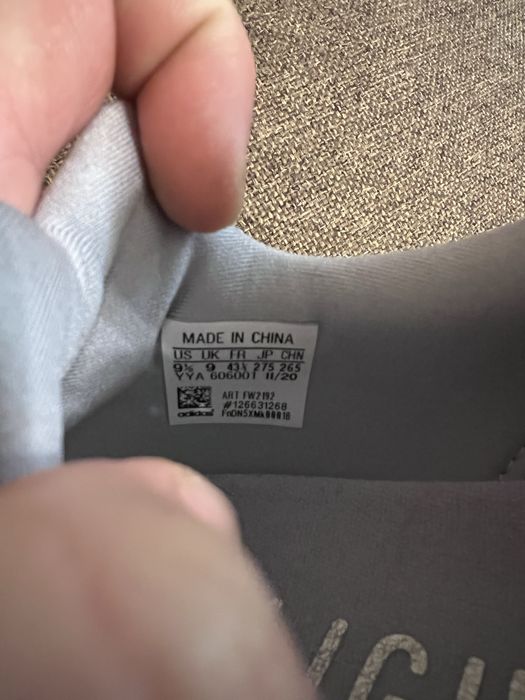 MADE IN CHINA
US UK FR JP CHN
9½ 9 43⅓ 275 265
YYA 606001 11/20
ART FW2192
#126631268
adidas